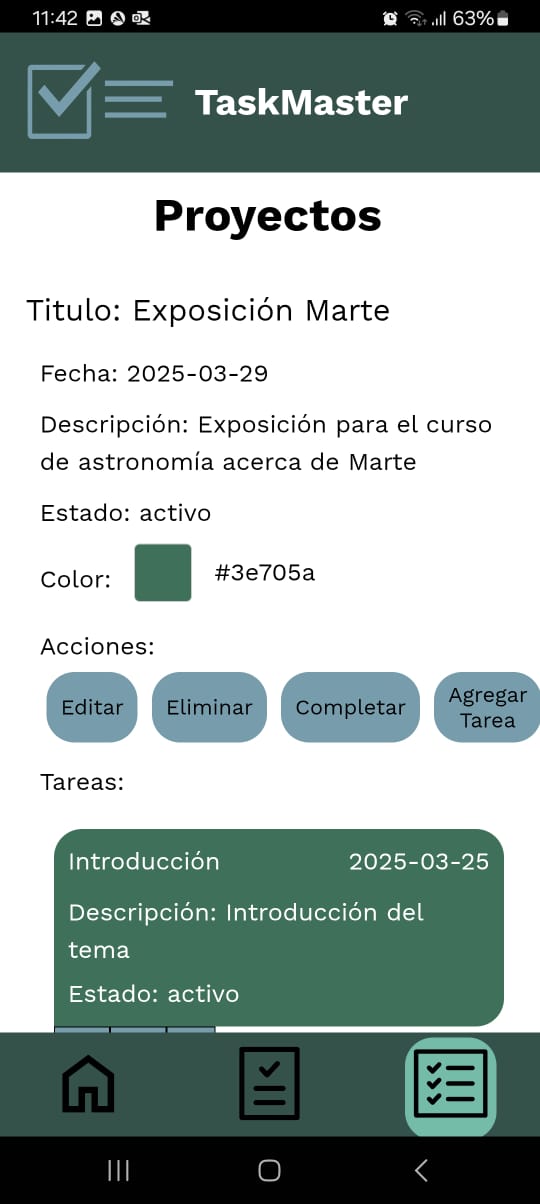 11:42
63%
TaskMaster
Proyectos
Titulo: Exposición Marte
Fecha: 2025-03-29
Descripción: Exposición para el curso
de astronomía acerca de Marte
Estado: activo
Color: #3e705a
Acciones:
Editar Eliminar Completar Agregar
Tarea
Tareas:
Introducción 2025-03-25
Descripción: Introducción del
tema
Estado: activo